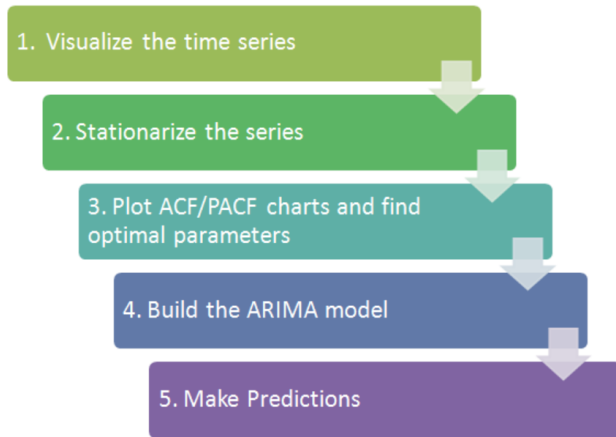 1. Visualize the time series
2. Stationarize the series
3. Plot ACF/PACF charts and find
optimal parameters
4. Build the ARIMA model
5. Make Predictions